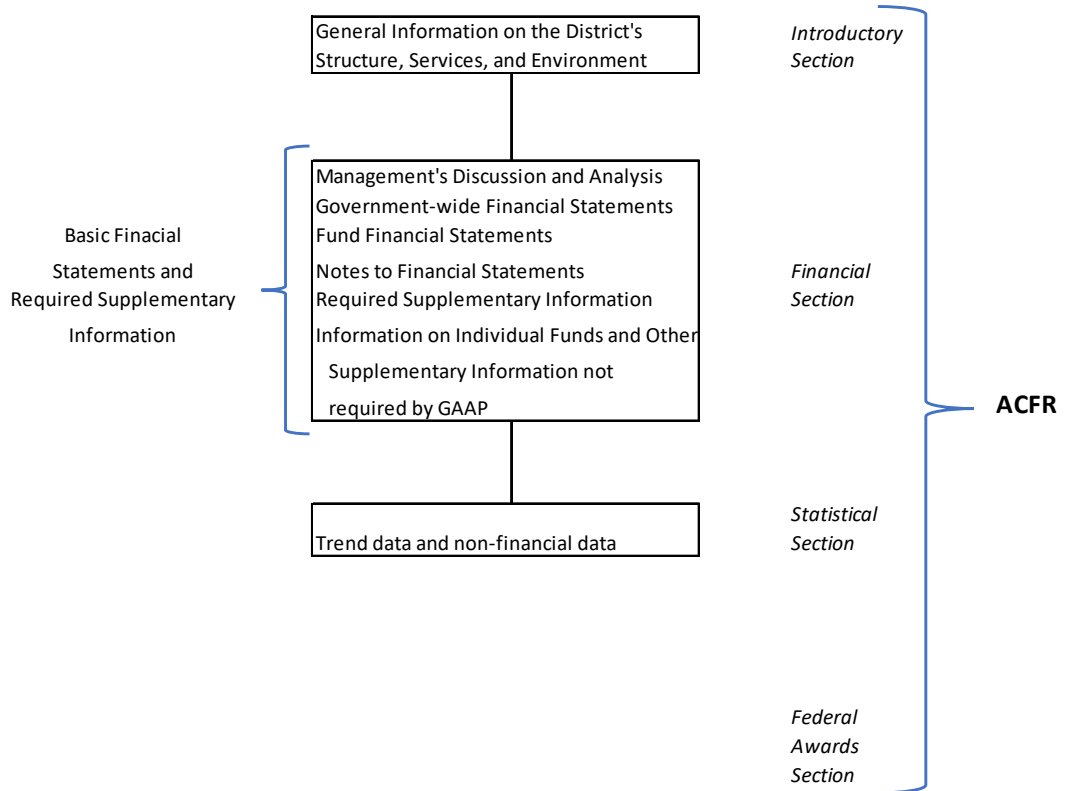 General Information on the District's
Structure, Services, and Environment
Introductory
Section
Basic Finacial
Statements and
Required Supplementary
Information
Management's Discussion and Analysis
Government-wide Financial Statements
Fund Financial Statements
Notes to Financial Statements
Required Supplementary Information
Information on Individual Funds and Other
Supplementary Information not
required by GAAP
Financial
Section
ACFR
Trend data and non-financial data
Statistical
Section
Federal
Awards
Section